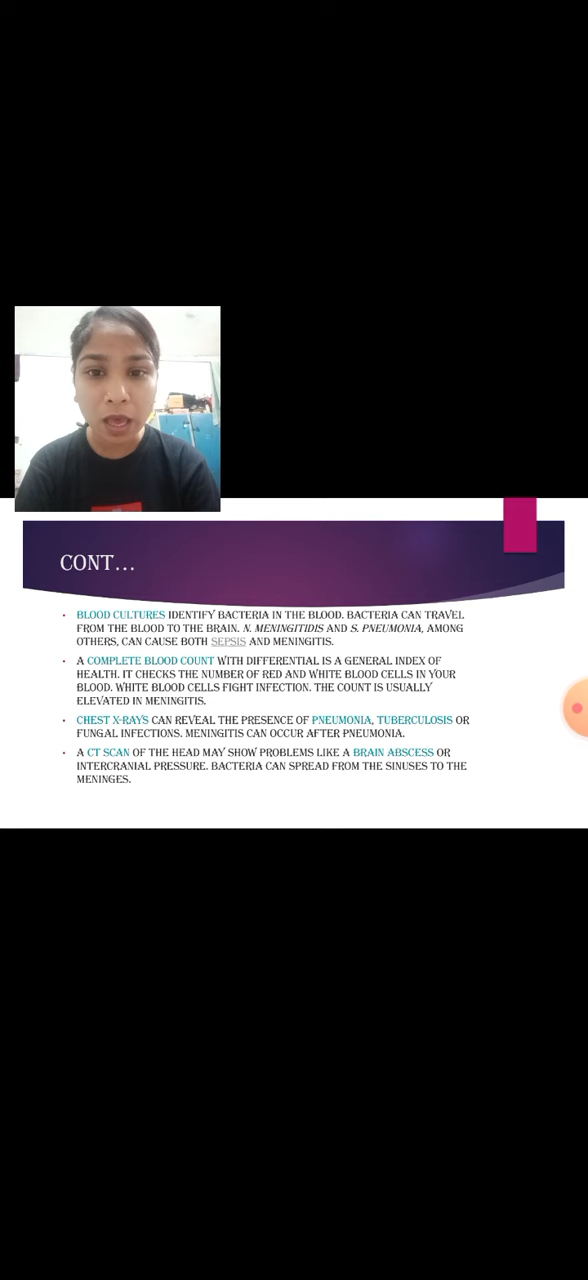 CONT...
• BLOOD CULTURES IDENTIFY BACTERIA IN THE BLOOD. BACTERIA CAN TRAVEL
FROM THE BLOOD TO THE BRAIN. N. MENINGITIDIS AND S. PNEUMONIA, AMONG
OTHERS, CAN CAUSE BOTH SEPSIS AND MENINGITIS.
• A COMPLETE BLOOD COUNT WITH DIFFERENTIAL IS A GENERAL INDEX OF
HEALTH. IT CHECKS THE NUMBER OF RED AND WHITE BLOOD CELLS IN YOUR
BLOOD. WHITE BLOOD CELLS FIGHT INFECTION. THE COUNT IS USUALLY
ELEVATED IN MENINGITIS.
• CHEST X-RAYS CAN REVEAL THE PRESENCE OF PNEUMONIA, TUBERCULOSIS OR
FUNGAL INFECTIONS. MENINGITIS CAN OCCUR AFTER PNEUMONIA.
• A CT SCAN OF THE HEAD MAY SHOW PROBLEMS LIKE A BRAIN ABSCESS OR
INTERCRANIAL PRESSURE. BACTERIA CAN SPREAD FROM THE SINUSES TO THE
MENINGES.